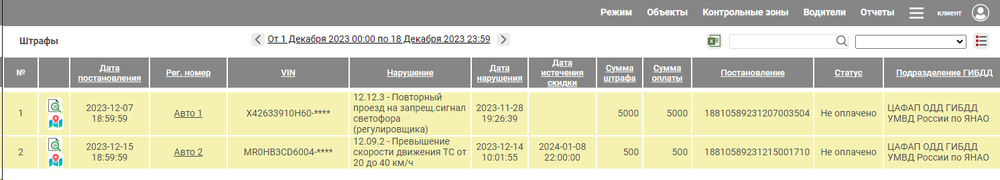 Режим Объекты Контрольные зоны Водители Отчеты клиент
Штрафы От 1 Декабря 2023 00:00 по 18 Декабря 2023 23:59
№ Дата постановления Рег. номер VIN Нарушение Дата нарушения Дата истечения скидки Сумма штрафа Сумма оплаты Постановление Статус Подразделение ГИБДД
1 2023-12-07 18:59:59 Авто 1 X42633910H60-**** 12.12.3 - Повторный проезд на запрещ.сигнал светофора (регулировщика) 2023-11-28 19:26:39 5000 5000 18810589231207003504 Не оплачено ЦАФАП ОДД ГИБДД УМВД России по ЯНАО
2 2023-12-15 18:59:59 Авто 2 MR0HB3CD6004-**** 12.09.2 - Превышение скорости движения ТС от 20 до 40 км/ч 2023-12-14 10:01:55 2024-01-08 22:00:00 500 500 18810589231215001710 Не оплачено ЦАФАП ОДД ГИБДД УМВД России по ЯНАО